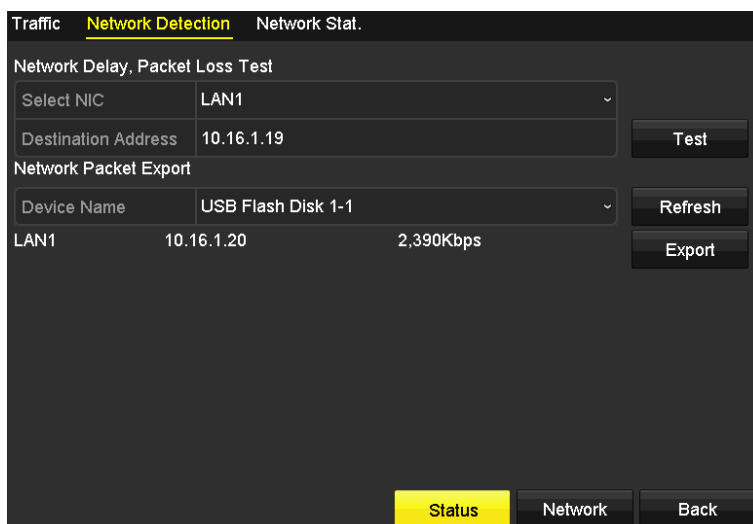 Traffic Network Detection Network Stat.
Network Delay, Packet Loss Test
Select NIC LAN1
Destination Address 10.16.1.19 Test
Network Packet Export
Device Name USB Flash Disk 1-1 Refresh
LAN1 10.16.1.20 2,390Kbps Export
Status Network Back